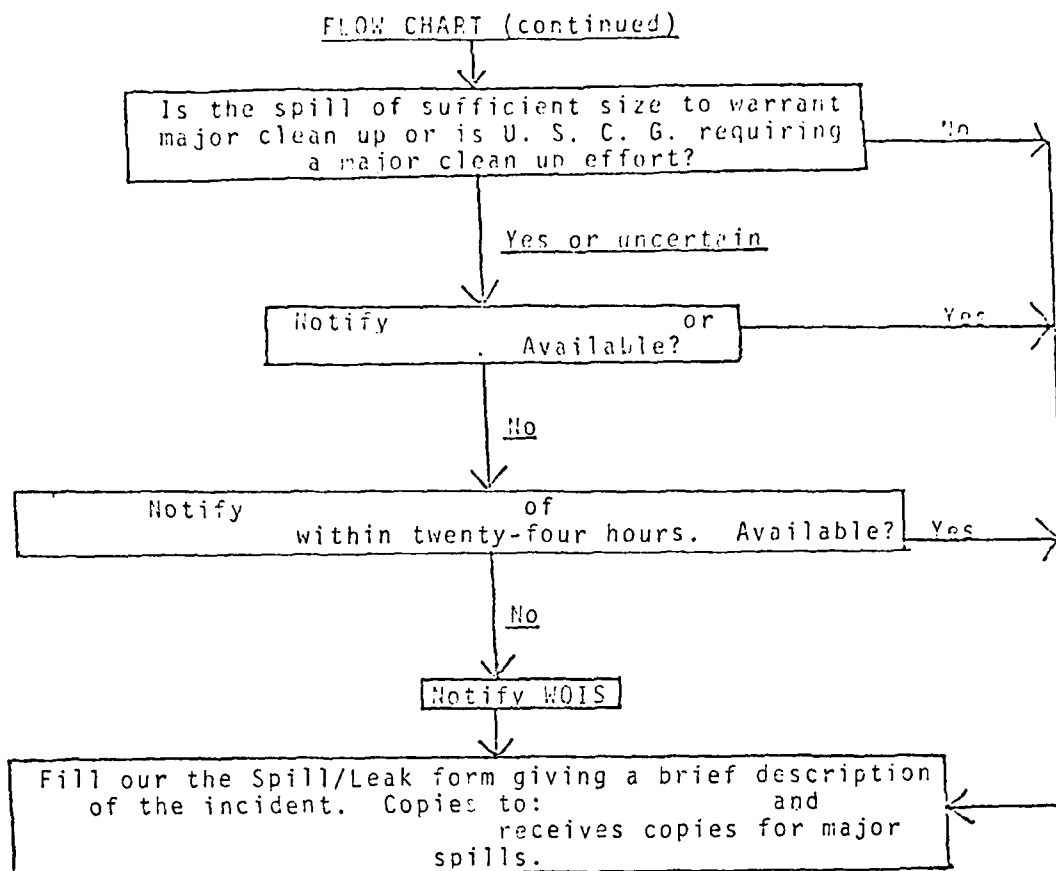 FLOW CHART (continued)
Is the spill of sufficient size to warrant
major clean up or is U. S. C. G. requiring
a major clean up effort?
No
Yes or uncertain
Notify or
. Available?
Yes
No
Notify of
within twenty-four hours. Available?
Yes
No
Notify WOIS
Fill our the Spill/Leak form giving a brief description
of the incident. Copies to: and
receives copies for major
spills.